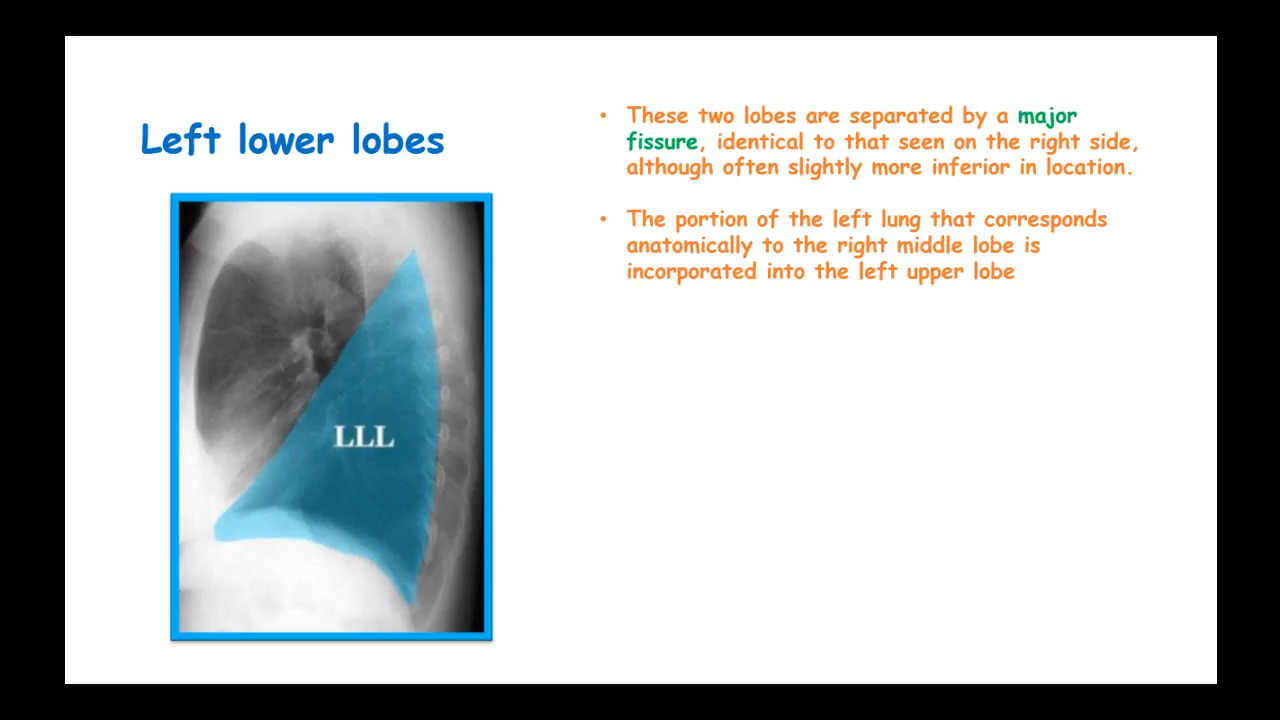 Left lower lobes
• These two lobes are separated by a major
fissure, identical to that seen on the right side,
although often slightly more inferior in location.
• The portion of the left lung that corresponds
anatomically to the right middle lobe is
incorporated into the left upper lobe
LLL